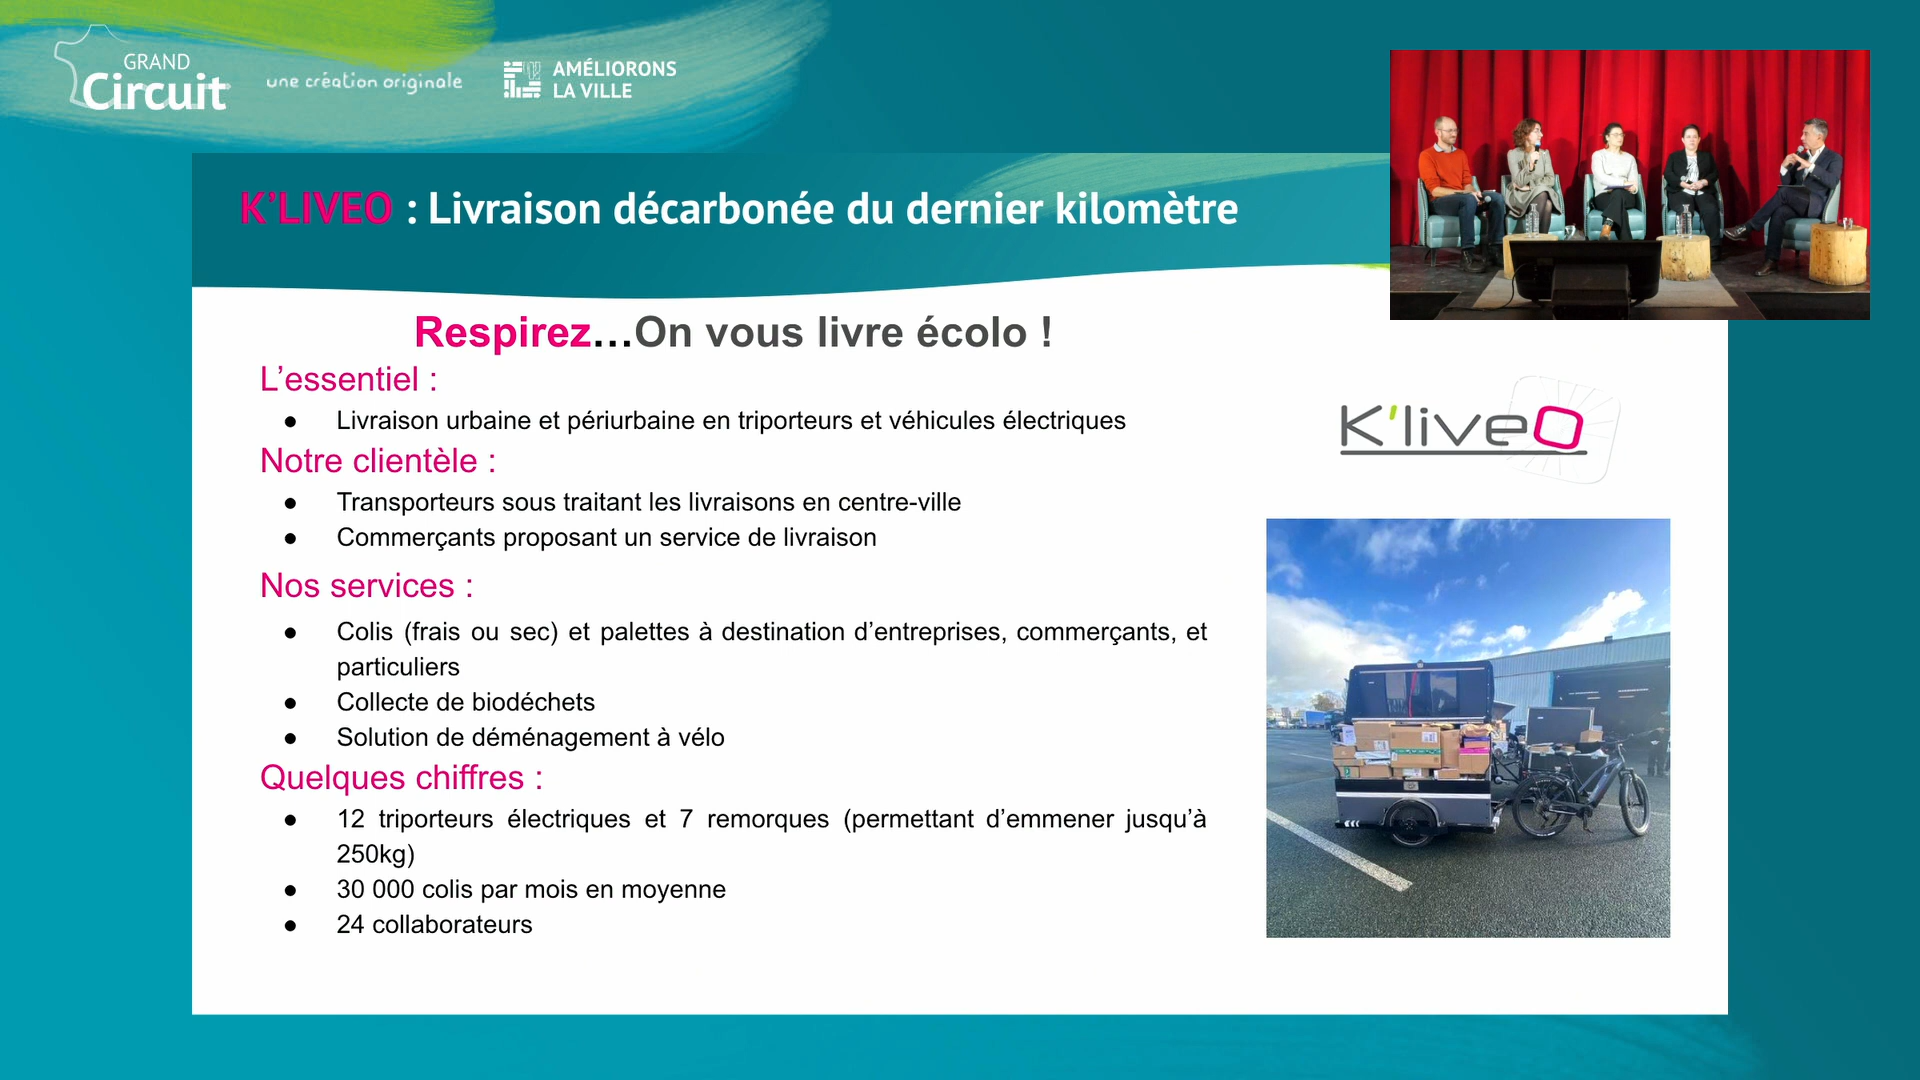 GRAND
Circuit
une création originale
AMÉLIORONS
LA VILLE
K'LIVEO : Livraison décarbonée du dernier kilomètre
Respirez…On vous livre écolo !
L’essentiel :
● Livraison urbaine et périurbaine en triporteurs et véhicules électriques
Notre clientèle :
● Transporteurs sous traitant les livraisons en centre-ville
● Commerçants proposant un service de livraison
Nos services :
● Colis (frais ou sec) et palettes à destination d’entreprises, commerçants, et
particuliers
● Collecte de biodéchets
● Solution de déménagement à vélo
Quelques chiffres :
● 12 triporteurs électriques et 7 remorques (permettant d’emmener jusqu’à
250kg)
● 30 000 colis par mois en moyenne
● 24 collaborateurs
K'liveo